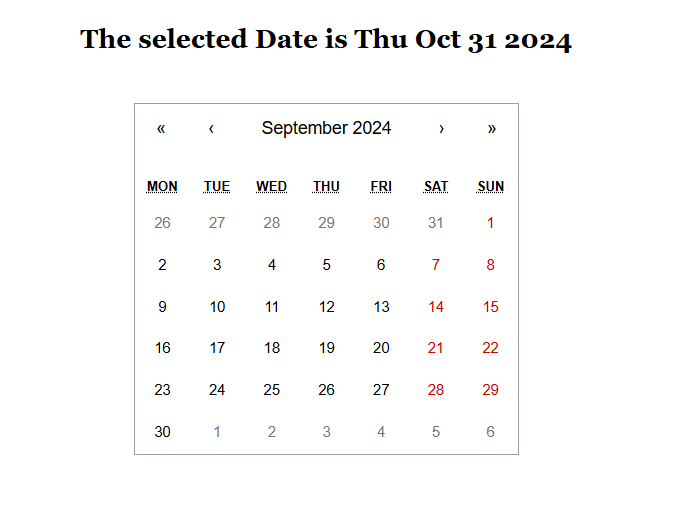 The selected Date is Thu Oct 31 2024
« ‹ September 2024 › »
MON TUE WED THU FRI SAT SUN
26 27 28 29 30 31 1
2 3 4 5 6 7 8
9 10 11 12 13 14 15
16 17 18 19 20 21 22
23 24 25 26 27 28 29
30 1 2 3 4 5 6